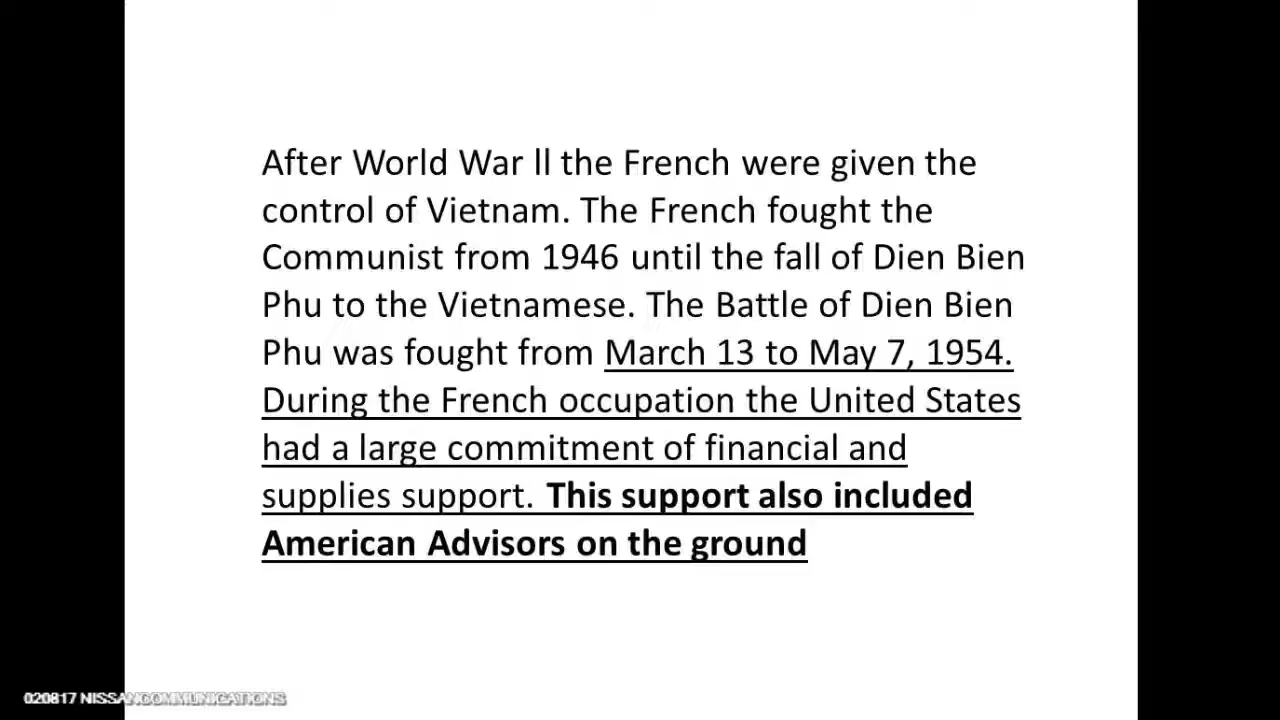 After World War ll the French were given the
control of Vietnam. The French fought the
Communist from 1946 until the fall of Dien Bien
Phu to the Vietnamese. The Battle of Dien Bien
Phu was fought from March 13 to May 7, 1954.
During the French occupation the United States
had a large commitment of financial and
supplies support. This support also included
American Advisors on the ground
020817 NISSANCOMMUNICATIONS